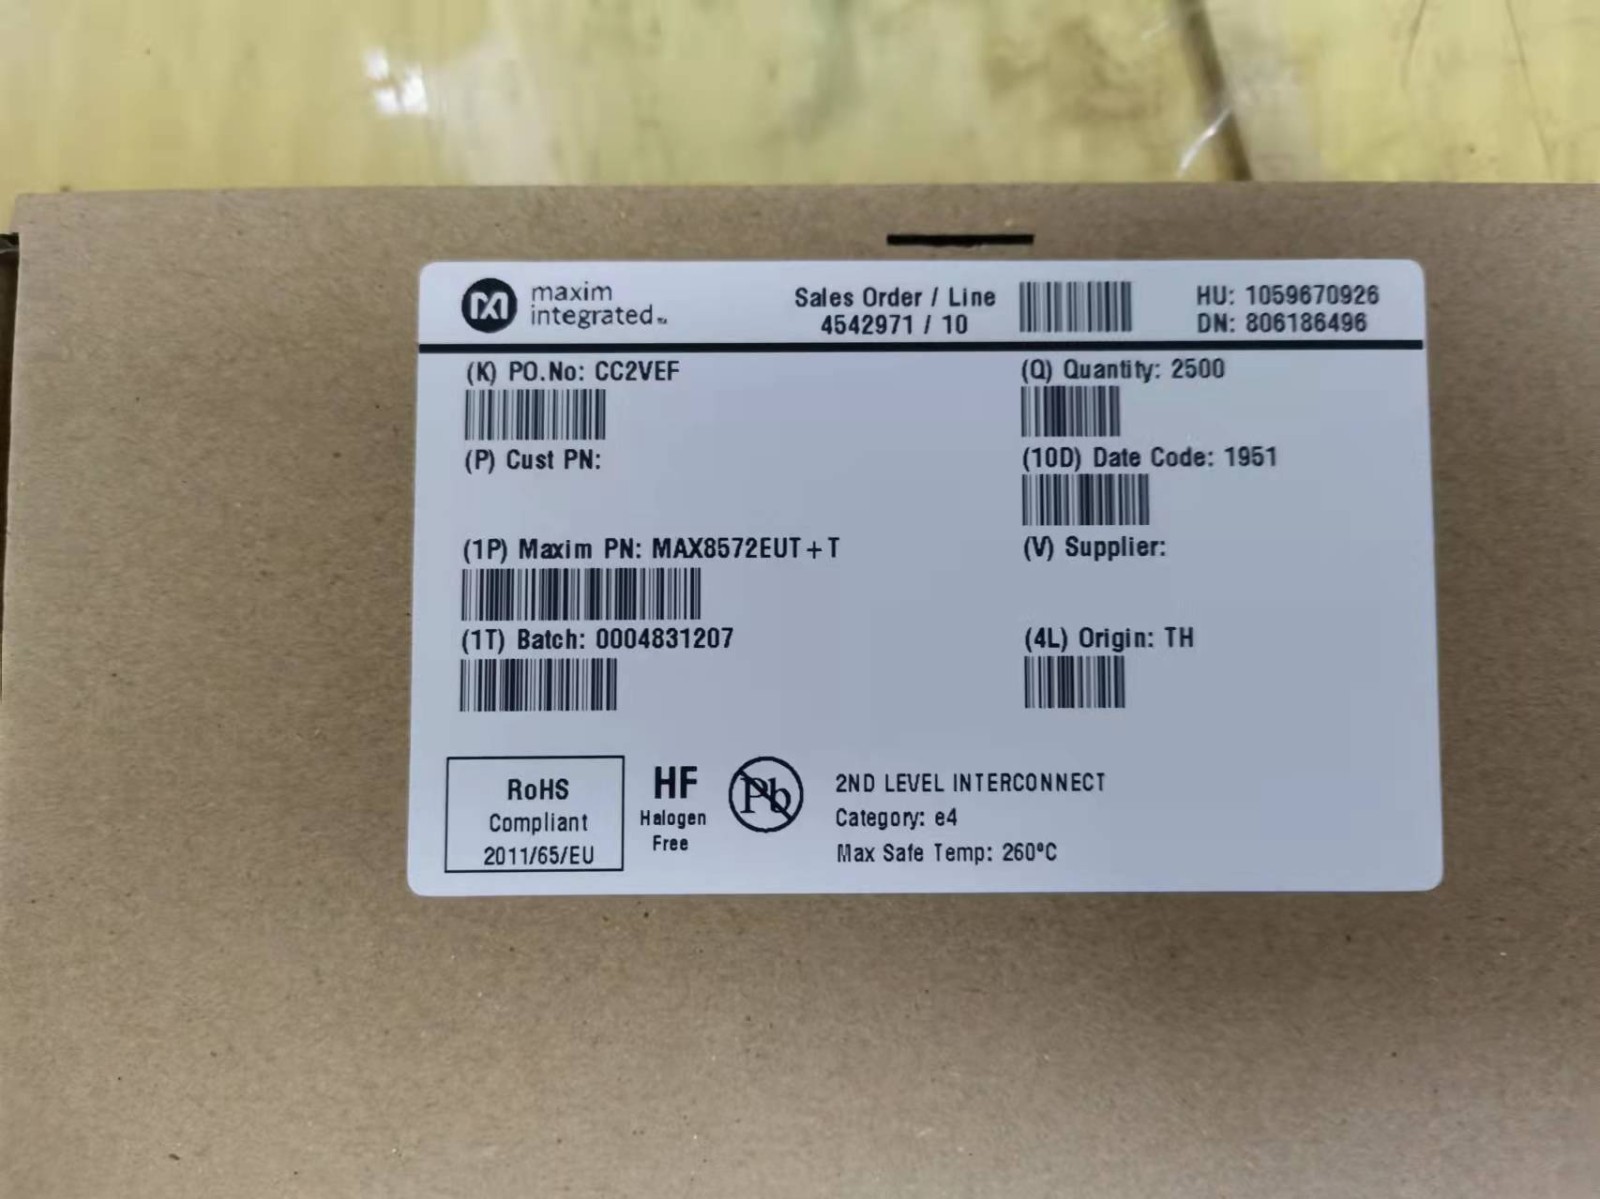 maxim
integrated™
Sales Order / Line
4542971 / 10
HU: 1059670926
DN: 806186496
(K) PO.No: CC2VEF
(Q) Quantity: 2500
(P) Cust PN:
(10D) Date Code: 1951
(1P) Maxim PN: MAX8572EUT+T
(V) Supplier:
(1T) Batch: 0004831207
(4L) Origin: TH
RoHS
Compliant
2011/65/EU
HF
Halogen
Free
Pb
2ND LEVEL INTERCONNECT
Category: e4
Max Safe Temp: 260°C